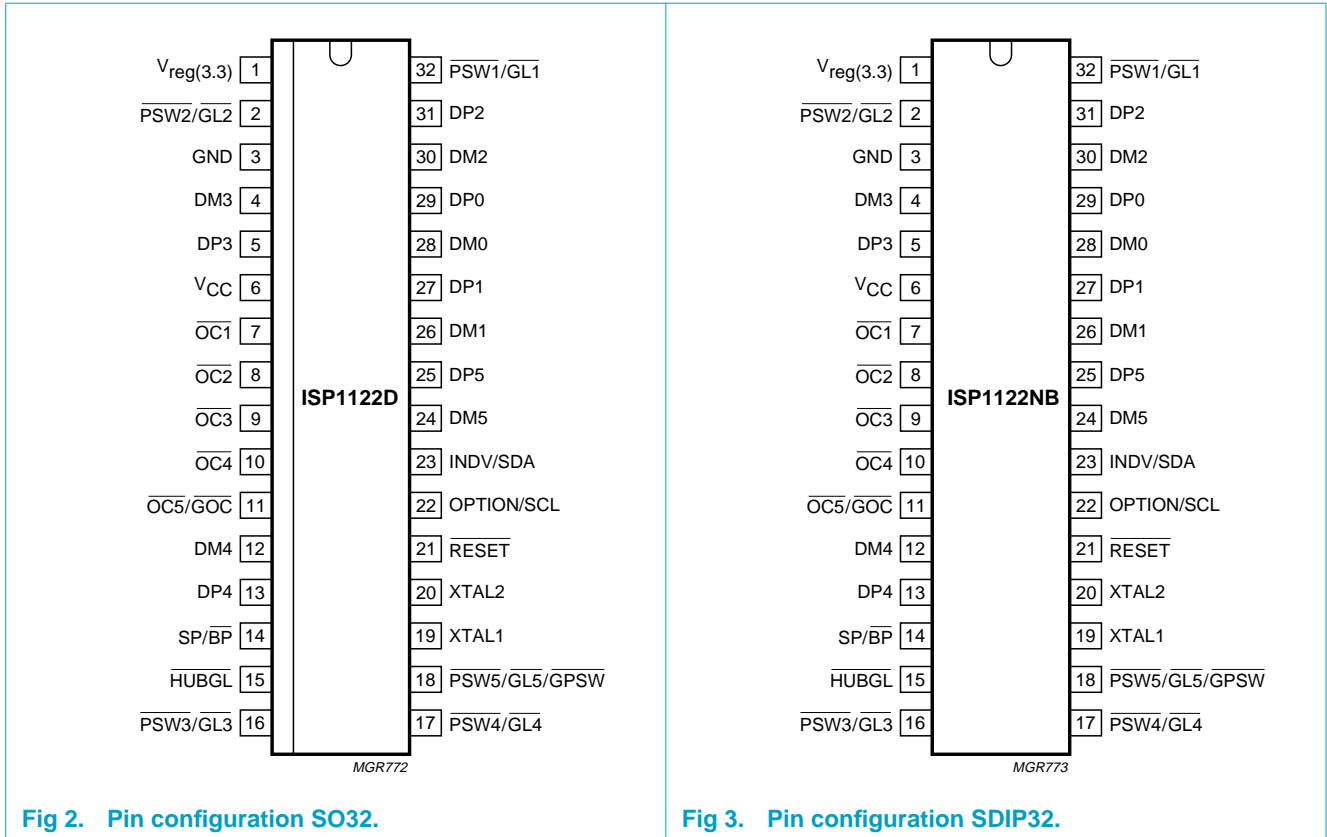 Vreg(3.3) 1
PSW2/GL2 2
GND 3
DM3 4
DP3 5
VCC 6
OC1 7
OC2 8
OC3 9
OC4 10
OC5/GOC 11
DM4 12
DP4 13
SP/BP 14
HUBGL 15
PSW3/GL3 16
ISP1122D
32 PSW1/GL1
31 DP2
30 DM2
29 DP0
28 DM0
27 DP1
26 DM1
25 DP5
24 DM5
23 INDV/SDA
22 OPTION/SCL
21 RESET
20 XTAL2
19 XTAL1
18 PSW5/GL5/GPSW
17 PSW4/GL4
MGR772
Fig 2. Pin configuration SO32.
Vreg(3.3) 1
PSW2/GL2 2
GND 3
DM3 4
DP3 5
VCC 6
OC1 7
OC2 8
OC3 9
OC4 10
OC5/GOC 11
DM4 12
DP4 13
SP/BP 14
HUBGL 15
PSW3/GL3 16
ISP1122NB
32 PSW1/GL1
31 DP2
30 DM2
29 DP0
28 DM0
27 DP1
26 DM1
25 DP5
24 DM5
23 INDV/SDA
22 OPTION/SCL
21 RESET
20 XTAL2
19 XTAL1
18 PSW5/GL5/GPSW
17 PSW4/GL4
MGR773
Fig 3. Pin configuration SDIP32.